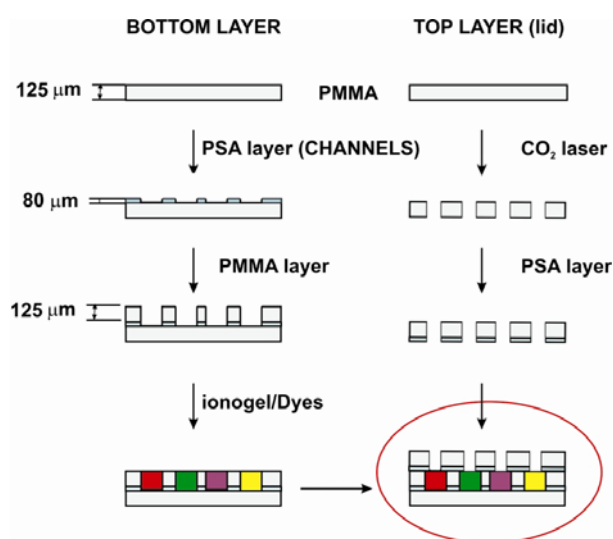 BOTTOM LAYER
TOP LAYER (lid)
125 μm
PMMA
PSA layer (CHANNELS)
CO₂ laser
80 μm
PMMA layer
PSA layer
125 μm
ionogel/Dyes